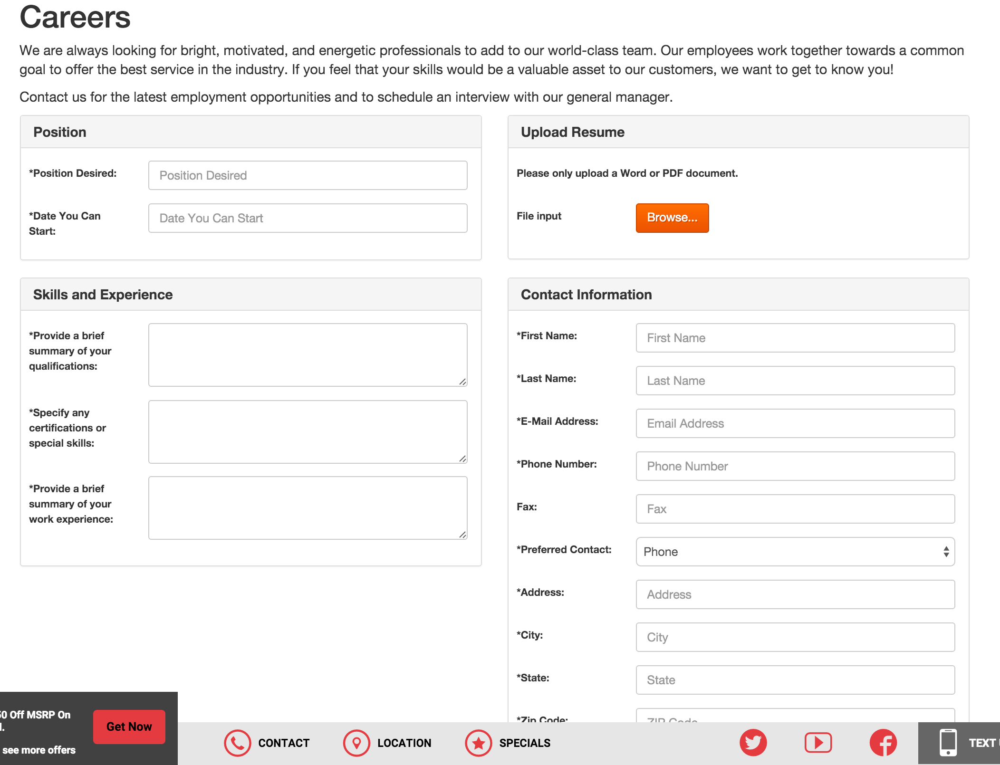 Careers
We are always looking for bright, motivated, and energetic professionals to add to our world-class team. Our employees work together towards a common
goal to offer the best service in the industry. If you feel that your skills would be a valuable asset to our customers, we want to get to know you!
Contact us for the latest employment opportunities and to schedule an interview with our general manager.
Position
*Position Desired:
Position Desired
*Date You Can
Start:
Date You Can Start
Upload Resume
Please only upload a Word or PDF document.
File input
Browse...
Skills and Experience
*Provide a brief
summary of your
qualifications:
*Specify any
certifications or
special skills:
*Provide a brief
summary of your
work experience:
Contact Information
*First Name:
First Name
*Last Name:
Last Name
*E-Mail Address:
Email Address
*Phone Number:
Phone Number
Fax:
Fax
*Preferred Contact:
Phone
*Address:
Address
*City:
City
*State:
State
*Zip Code:
ZIP Code
Off MSRP On
see more offers
Get Now
CONTACT
LOCATION
SPECIALS
TEXT